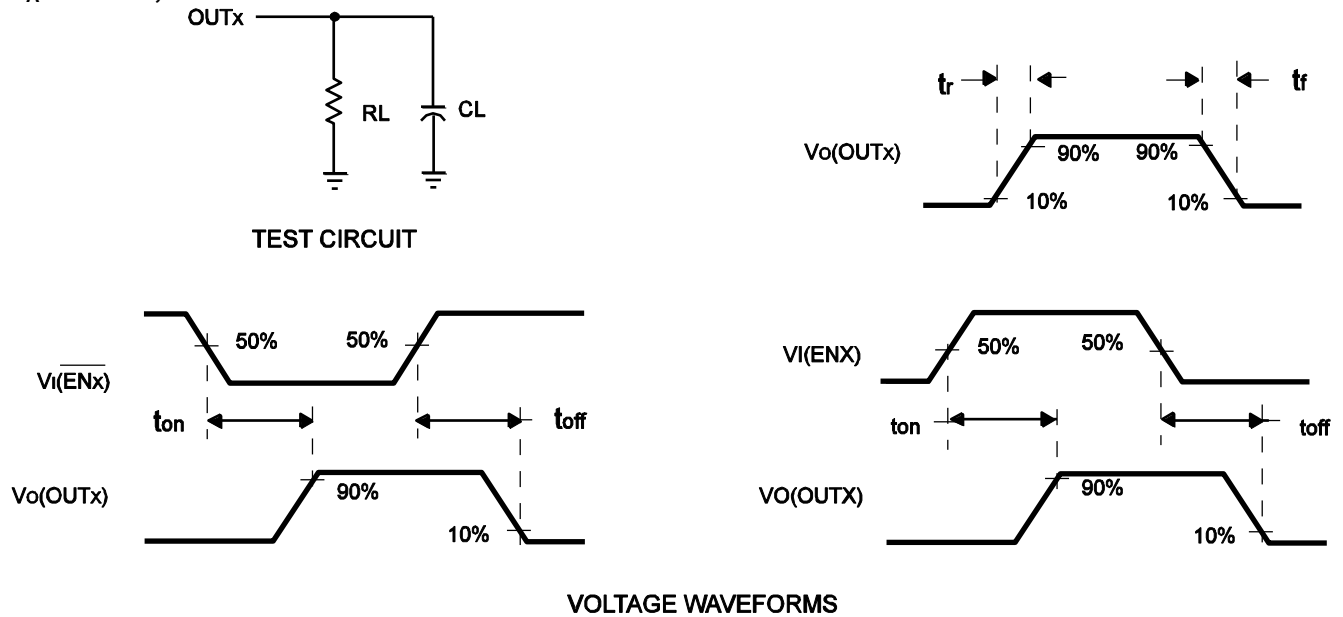 OUTx
RL
CL
TEST CIRCUIT
tr
tf
Vo(OUTx)
90%
90%
10%
10%
VI(ENx)
50%
50%
ton
toff
Vo(OUTx)
90%
10%
VI(ENX)
50%
50%
ton
toff
VO(OUTX)
90%
10%
VOLTAGE WAVEFORMS